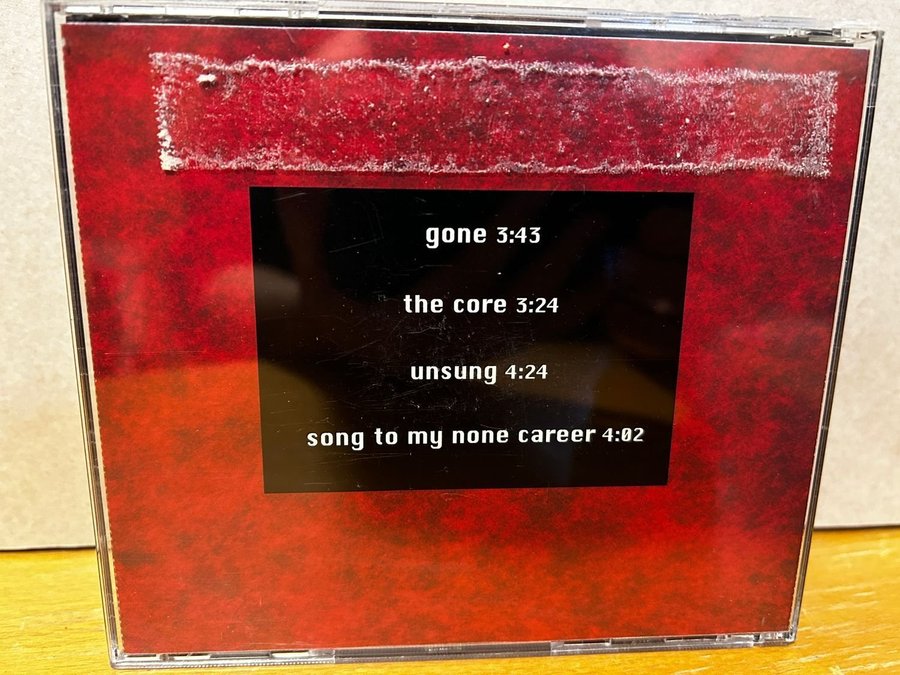 gone 3:43
the core 3:24
unsung 4:24
song to my none career 4:02